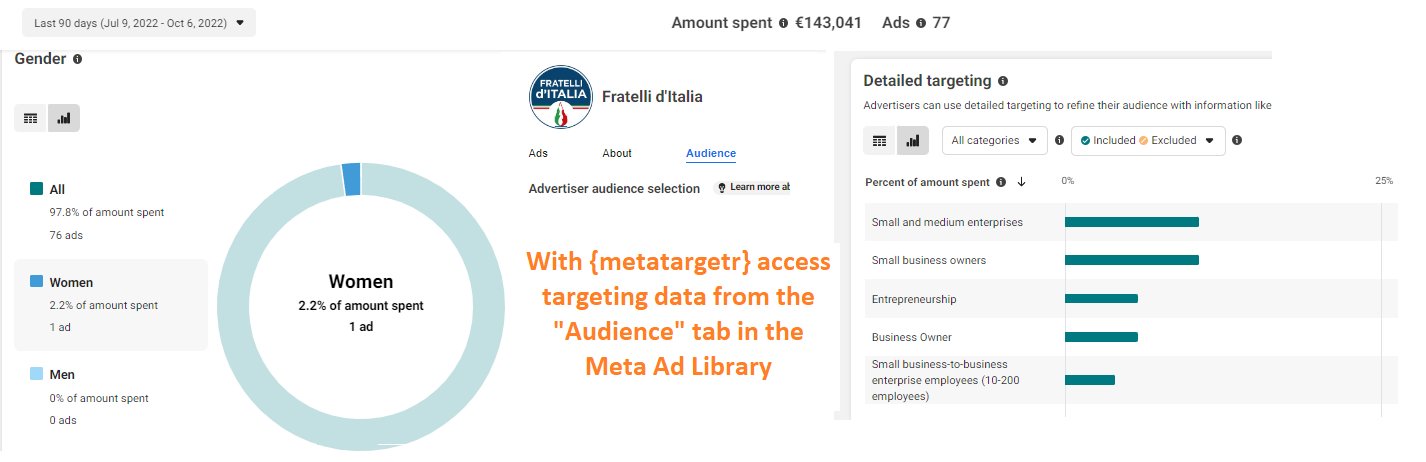 Last 90 days (Jul 9, 2022 - Oct 6, 2022)
Amount spent €143,041 Ads 77
Gender
All
97.8% of amount spent
76 ads
Women
2.2% of amount spent
1 ad
Men
0% of amount spent
0 ads
Women
2.2% of amount spent
1 ad
FRATELLI
d'ITALIA
Fratelli d'Italia
Ads About Audience
Advertiser audience selection Learn more at
With {metatargetr} access
targeting data from the
"Audience" tab in the
Meta Ad Library
Detailed targeting
Advertisers can use detailed targeting to refine their audience with information like
All categories Included Excluded
Percent of amount spent 0% 25%
Small and medium enterprises
Small business owners
Entrepreneurship
Business Owner
Small business-to-business
enterprise employees (10-200
employees)